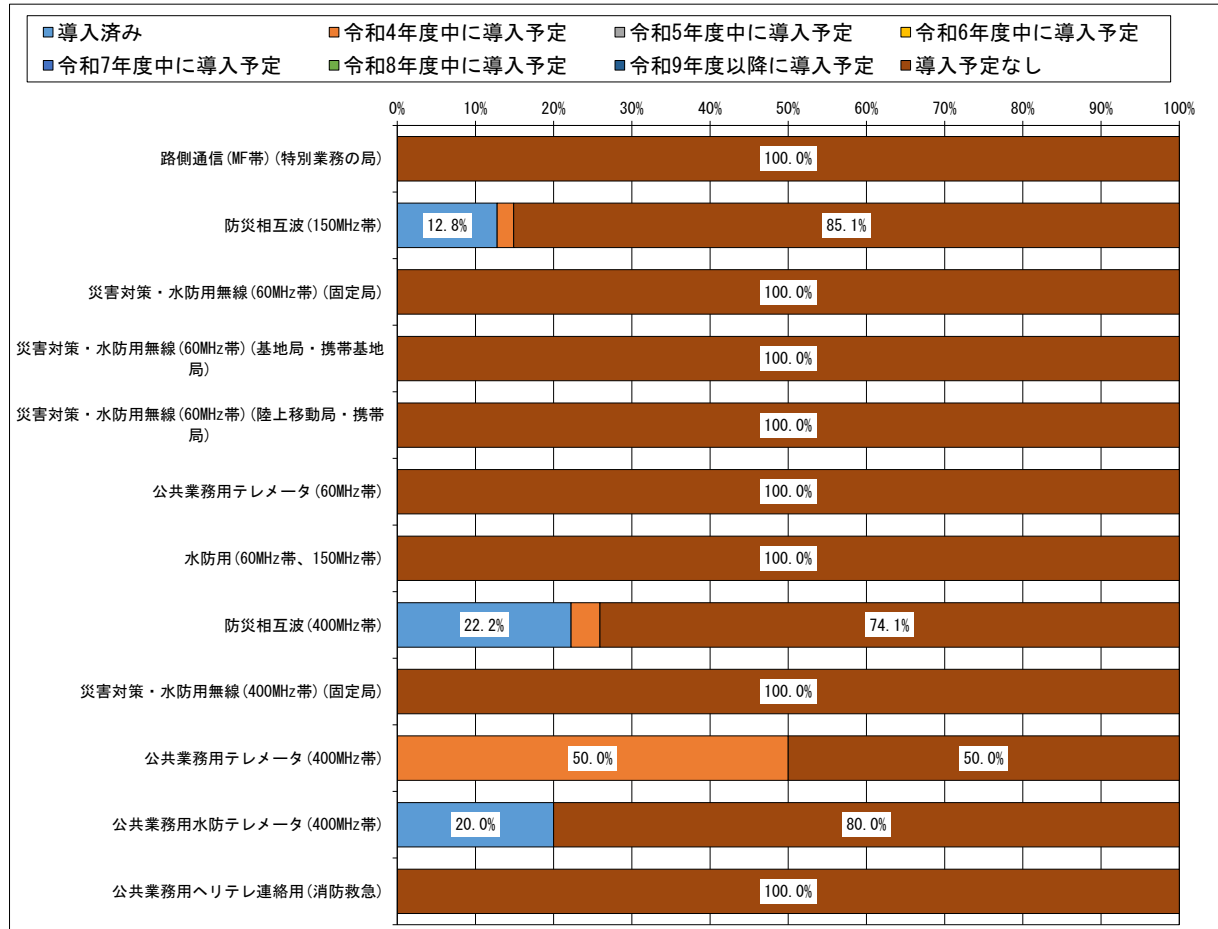 ■導入済み ■令和4年度中に導入予定 ■令和5年度中に導入予定 ■令和6年度中に導入予定
■令和7年度中に導入予定 ■令和8年度中に導入予定 ■令和9年度以降に導入予定 ■導入予定なし
0% 10% 20% 30% 40% 50% 60% 70% 80% 90% 100%
路側通信(MF帯)(特別業務の局) 100.0%
防災相互波(150MHz帯) 12.8% 85.1%
災害対策・水防用無線(60MHz帯)(固定局) 100.0%
災害対策・水防用無線(60MHz帯)(基地局・携帯基地
局) 100.0%
災害対策・水防用無線(60MHz帯)(陸上移動局・携帯
局) 100.0%
公共業務用テレメータ(60MHz帯) 100.0%
水防用(60MHz帯、150MHz帯) 100.0%
防災相互波(400MHz帯) 22.2% 74.1%
災害対策・水防用無線(400MHz帯)(固定局) 100.0%
公共業務用テレメータ(400MHz帯) 50.0% 50.0%
公共業務用水防テレメータ(400MHz帯) 20.0% 80.0%
公共業務用ヘリテレ連絡用(消防救急) 100.0%